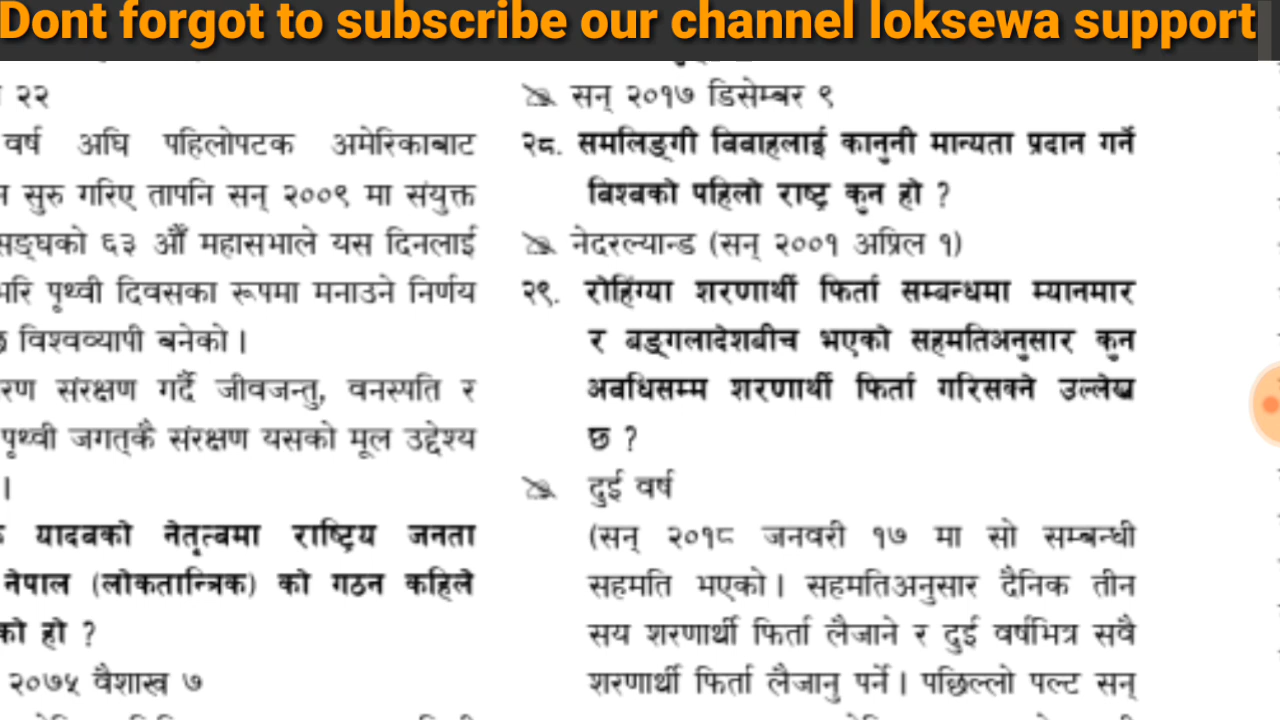 Dont forgot to subscribe our channel loksewa support
२२
वर्ष अघि पहिलोपटक अमेरिकाबाट
सुरु गरिए तापनि सन् २००९ मा संयुक्त
सङ्घको ६३ औँ महासभाले यस दिनलाई
भरि पृथ्वी दिवसका रूपमा मनाउने निर्णय
विश्वव्यापी बनेको।
रण संरक्षण गर्दै जीवजन्तु, वनस्पति र
पृथ्वी जगत्‌कै संरक्षण यसको मूल उद्देश्य
।
यादवको नेतृत्वमा राष्ट्रिय जनता
नेपाल (लोकतान्त्रिक) को गठन कहिले
को हो ?
२०७५ वैशाख ७
सन् २०१७ डिसेम्बर ९
२८. समलिङ्गी विवाहलाई कानुनी मान्यता प्रदान गर्ने
विश्वको पहिलो राष्ट्र कुन हो ?
नेदरल्यान्ड (सन् २००१ अप्रिल १)
२९. रोहिंग्या शरणार्थी फिर्ता सम्बन्धमा म्यानमार
र बङ्गलादेशबीच भएको सहमतिअनुसार कुन
अवधिसम्म शरणार्थी फिर्ता गरिसक्ने उल्लेख
छ ?
दुई वर्ष
(सन् २०१८ जनवरी १७ मा सो सम्बन्धी
सहमति भएको। सहमतिअनुसार दैनिक तीन
सय शरणार्थी फिर्ता लैजाने र दुई वर्षभित्र सवै
शरणार्थी फिर्ता लैजानु पर्ने। पछिल्लो पल्ट सन्